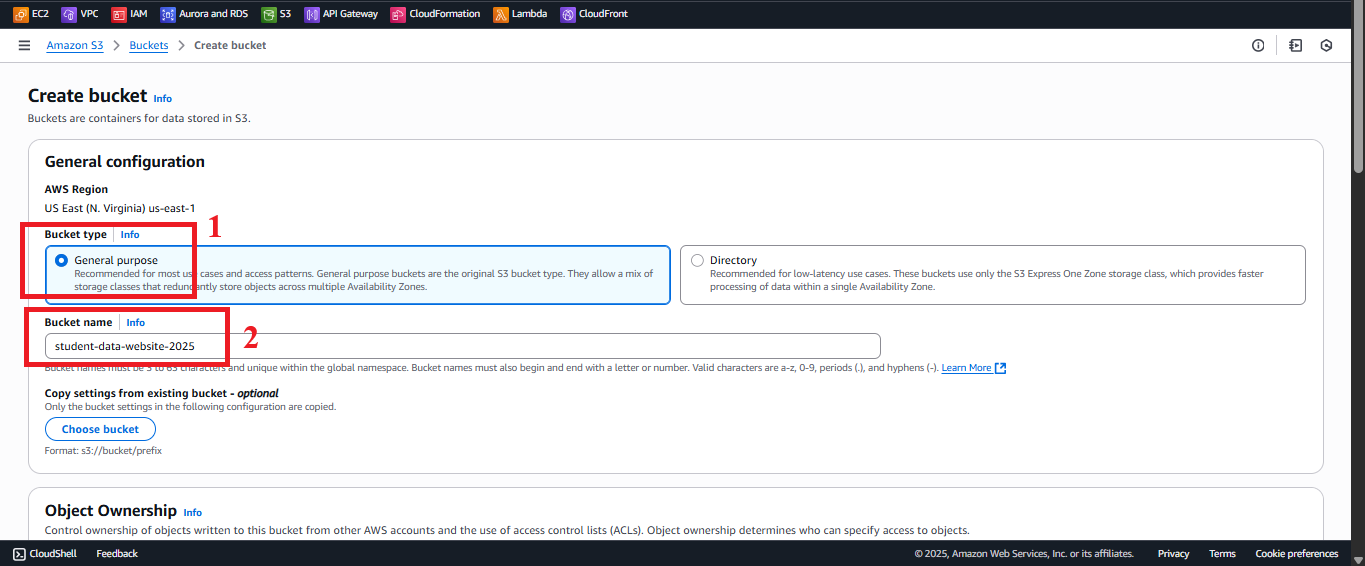 EC2 VPC IAM Aurora and RDS S3 API Gateway CloudFormation Lambda CloudFront
Amazon S3 > Buckets > Create bucket
Create bucket Info
Buckets are containers for data stored in S3.
General configuration
AWS Region
US East (N. Virginia) us-east-1
1
Bucket type Info
General purpose
Recommended for most use cases and access patterns. General purpose buckets are the original S3 bucket type. They allow a mix of
storage classes that redundantly store objects across multiple Availability Zones.
Directory
Recommended for low-latency use cases. These buckets use only the S3 Express One Zone storage class, which provides faster
processing of data within a single Availability Zone.
Bucket name Info
2
student-data-website-2025
Bucket names must be 3 to 63 characters and unique within the global namespace. Bucket names must also begin and end with a letter or number. Valid characters are a-z, 0-9, periods (.), and hyphens (-). Learn More
Copy settings from existing bucket - optional
Only the bucket settings in the following configuration are copied.
Choose bucket
Format: s3://bucket/prefix
Object Ownership Info
Control ownership of objects written to this bucket from other AWS accounts and the use of access control lists (ACLs). Object ownership determines who can specify access to objects.
CloudShell Feedback © 2025, Amazon Web Services, Inc. or its affiliates. Privacy Terms Cookie preferences